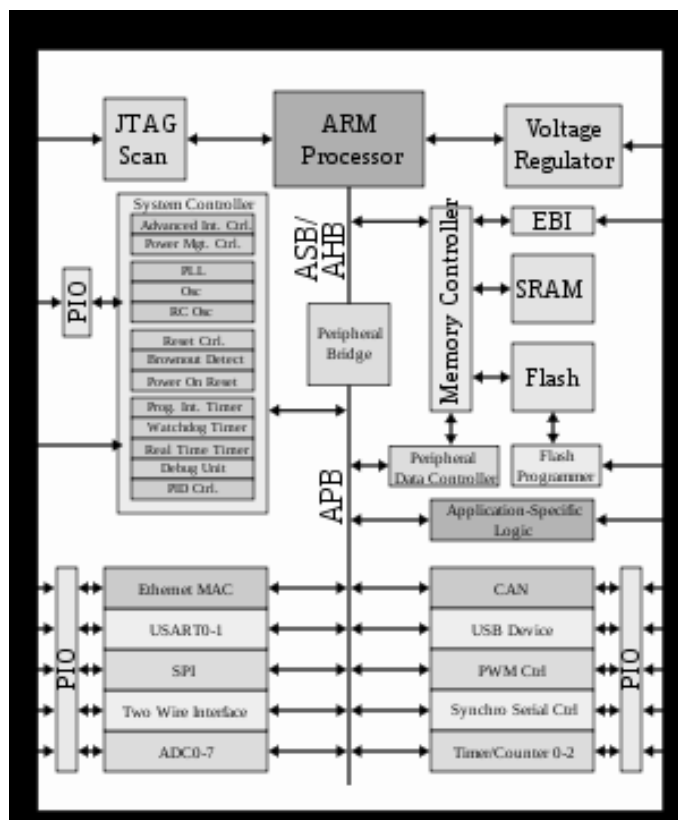 JTAG
Scan
ARM
Processor
Voltage
Regulator
System Controller
Advanced Int. Ctrl.
Power Mgt. Ctrl.
PLL
Osc
RC Osc
Reset Ctrl.
Brownout Detect
Power On Reset
Prog. Int. Timer
Watchdog Timer
Real Time Timer
Debug Unit
PID Ctrl.
PIO
ASB/
AHB
Peripheral
Bridge
APB
Memory Controller
EBI
SRAM
Flash
Peripheral
Data Controller
Flash
Programmer
Application-Specific
Logic
PIO
Ethernet MAC
USART0-1
SPI
Two Wire Interface
ADC0-7
CAN
USB Device
PWM Ctrl
Synchro Serial Ctrl
Timer/Counter 0-2
PIO